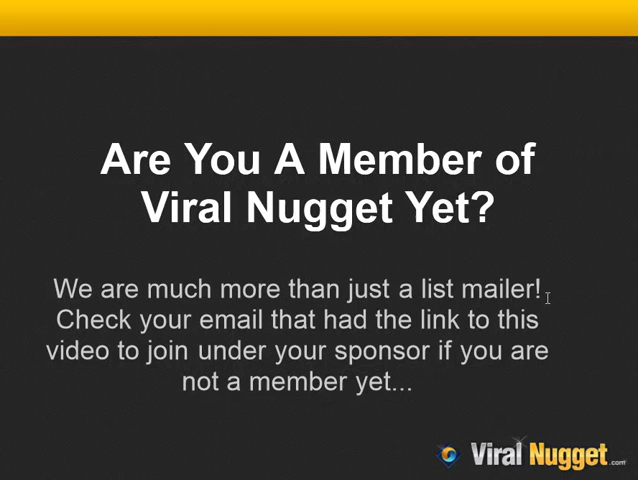 Are You A Member of
Viral Nugget Yet?
We are much more than just a list mailer!
Check your email that had the link to this
video to join under your sponsor if you are
not a member yet...
Viral Nugget.com